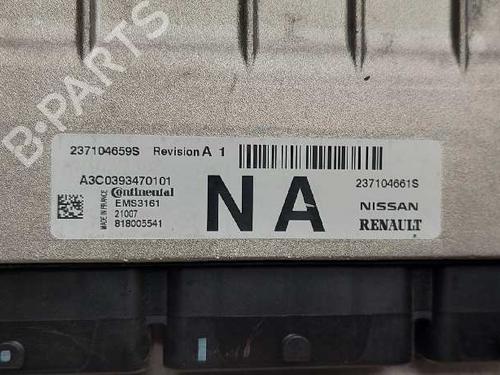 B-PARTS
237104659S Revision A 1
A3C0393470101
Continental
EMS3161
21007
818005541
MADE IN FRANCE
NA
237104661S
NISSAN
RENAULT